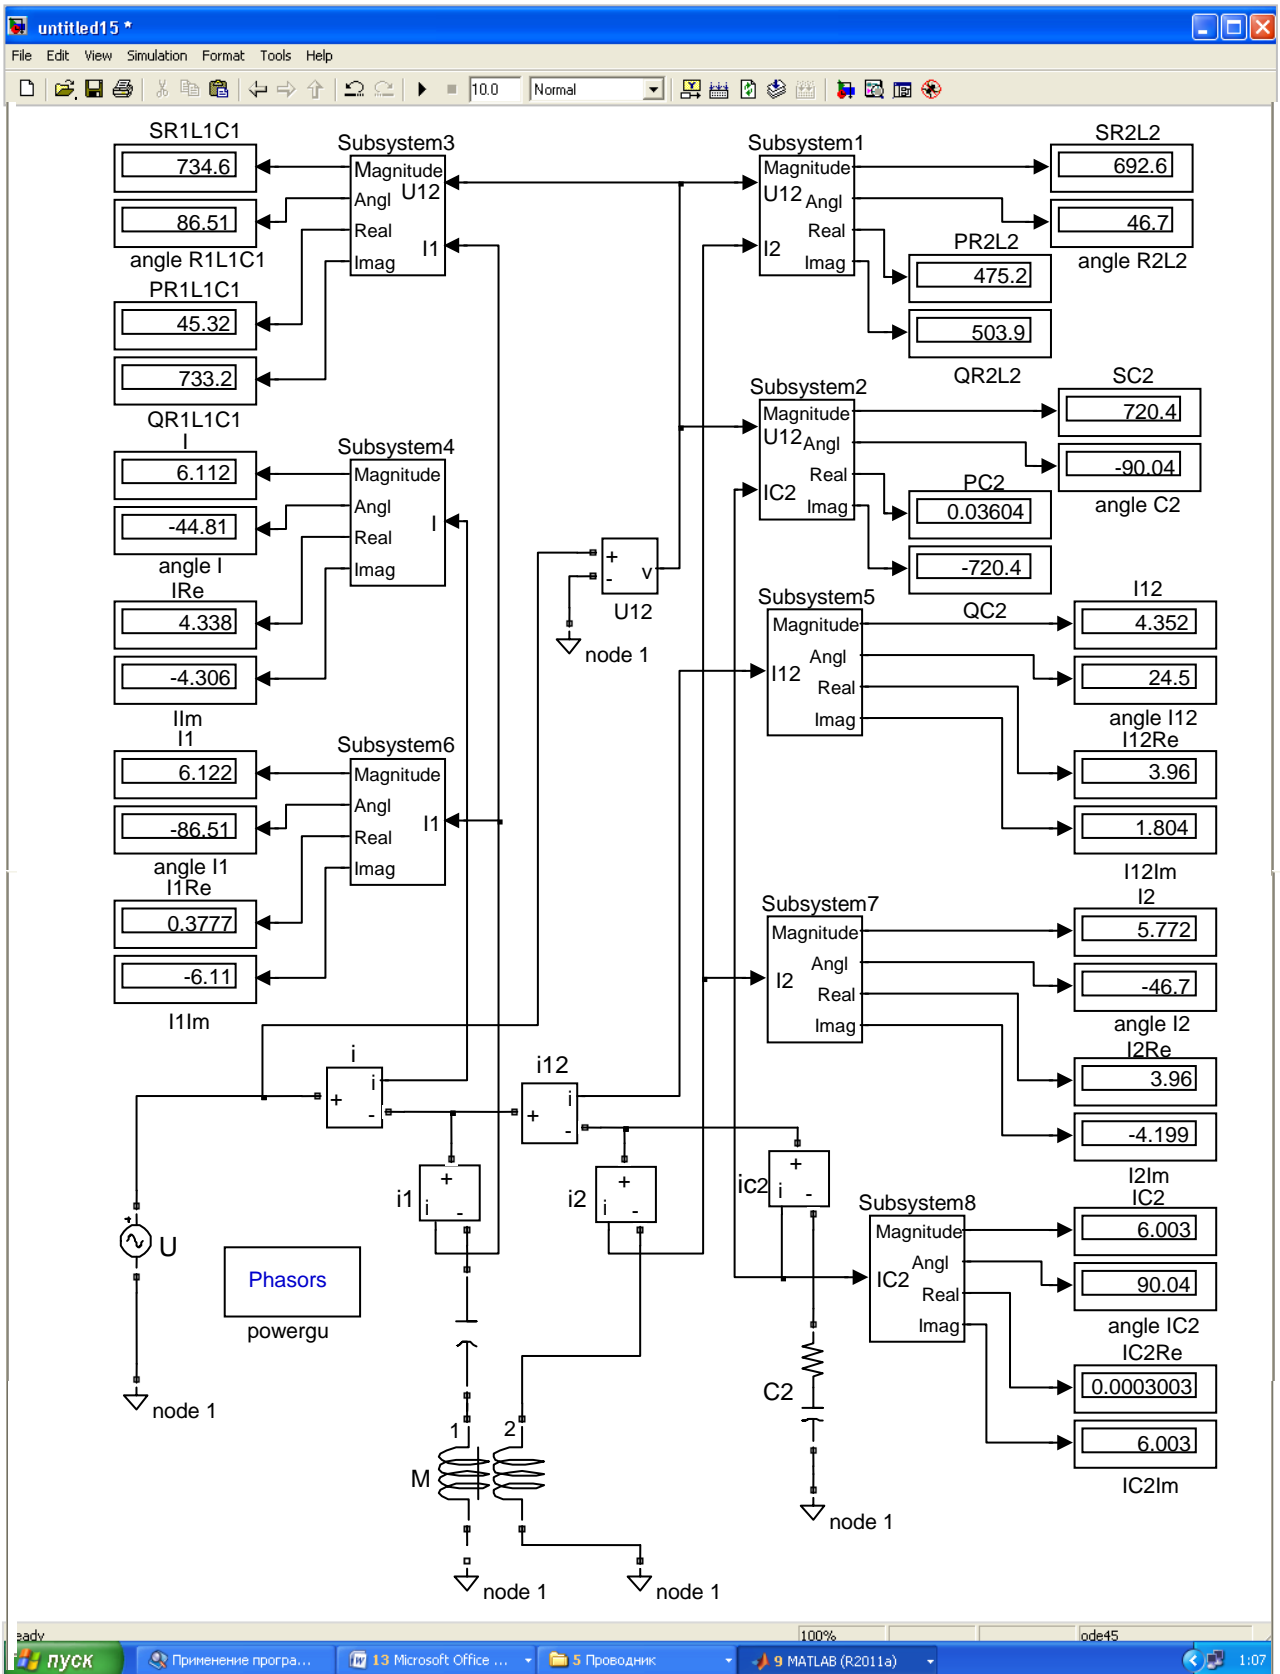 untitled15 *
File Edit View Simulation Format Tools Help
10.0 Normal
SR1L1C1
734.6
86.51
angle R1L1C1
PR1L1C1
45.32
733.2
QR1L1C1
Subsystem3
Magnitude
U12
Angl
Real
I1
Imag
Subsystem1
Magnitude
U12
Angl
Real
I2
Imag
SR2L2
692.6
46.7
angle R2L2
PR2L2
475.2
503.9
QR2L2
I
6.112
-44.81
angle I
IRe
4.338
-4.306
IIm
Subsystem4
Magnitude
Angl
I
Real
Imag
Subsystem2
Magnitude
U12
Angl
Real
IC2
Imag
SC2
720.4
-90.04
angle C2
PC2
0.03604
-720.4
QC2
+
-
v
U12
node 1
Subsystem5
Magnitude
Angl
I12
Real
Imag
I12
4.352
24.5
angle I12
I12Re
3.96
1.804
I12Im
I1
6.122
-86.51
angle I1
I1Re
0.3777
-6.11
I1Im
Subsystem6
Magnitude
Angl
I1
Real
Imag
Subsystem7
Magnitude
Angl
I2
Real
Imag
I2
5.772
-46.7
angle I2
I2Re
3.96
-4.199
I2Im
i
i
+
-
i12
i
+
-
i1
+
i
-
i2
+
i
-
ic2
+
i
-
Subsystem8
Magnitude
Angl
IC2
Real
Imag
IC2
6.003
90.04
angle IC2
IC2Re
0.0003003
6.003
IC2Im
+
U
Phasors
powergu
node 1
C2
1
2
M
node 1
node 1
node 1
eady 100% ode45
пуск Применение програ... 13 Microsoft Office ... 5 Проводник 9 MATLAB (R2011a) 1:07